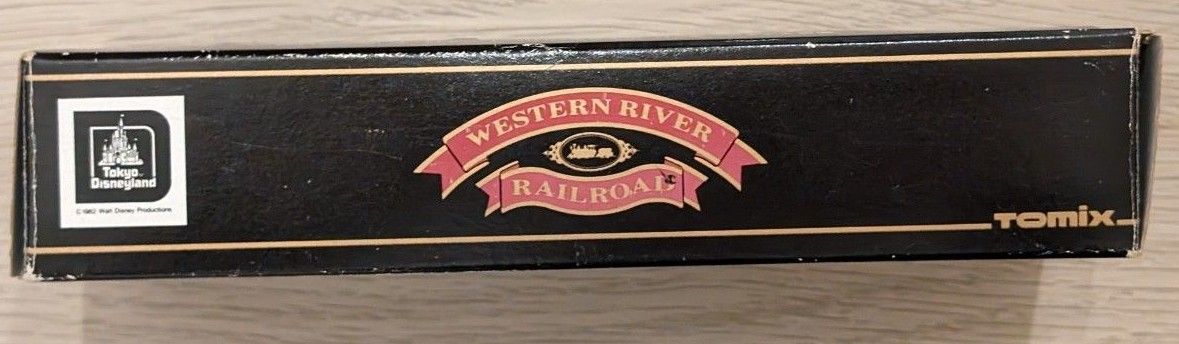 Tokyo
Disneyland
©1982 Walt Disney Productions
WESTERN RIVER
RAILROAD
TOMIX